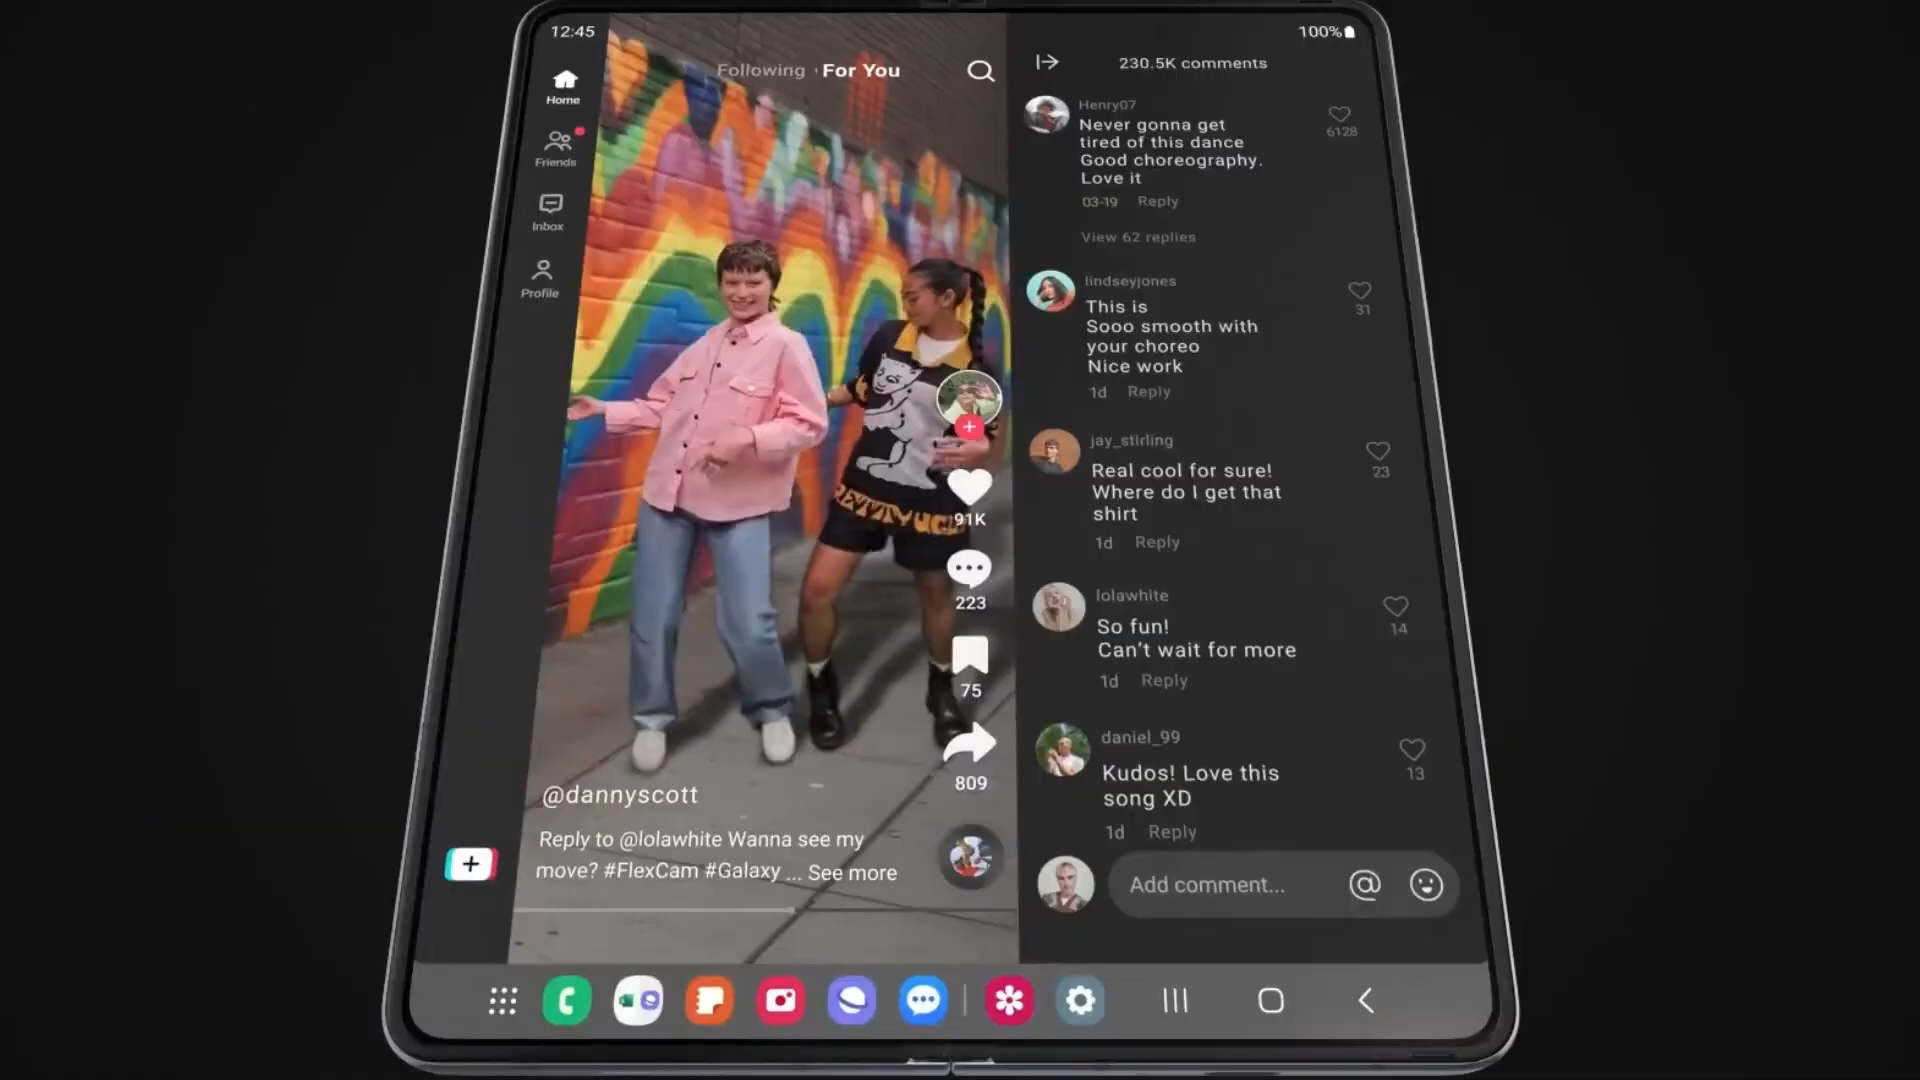 12:45
100%
Home
Friends
Inbox
Profile
Following
For You
91K
223
75
809
@dannyscott
Reply to @lolawhite Wanna see my
move? #FlexCam #Galaxy ... See more
230.5K comments
Henry07
Never gonna get
tired of this dance
Good choreography.
Love it
6128
03-19 Reply
View 62 replies
lindseyjones
This is
Sooo smooth with
your choreo
Nice work
31
1d Reply
jay_stirling
Real cool for sure!
Where do I get that
shirt
23
1d Reply
lolawhite
So fun!
Can't wait for more
14
1d Reply
daniel_99
Kudos! Love this
song XD
13
1d Reply
Add comment...